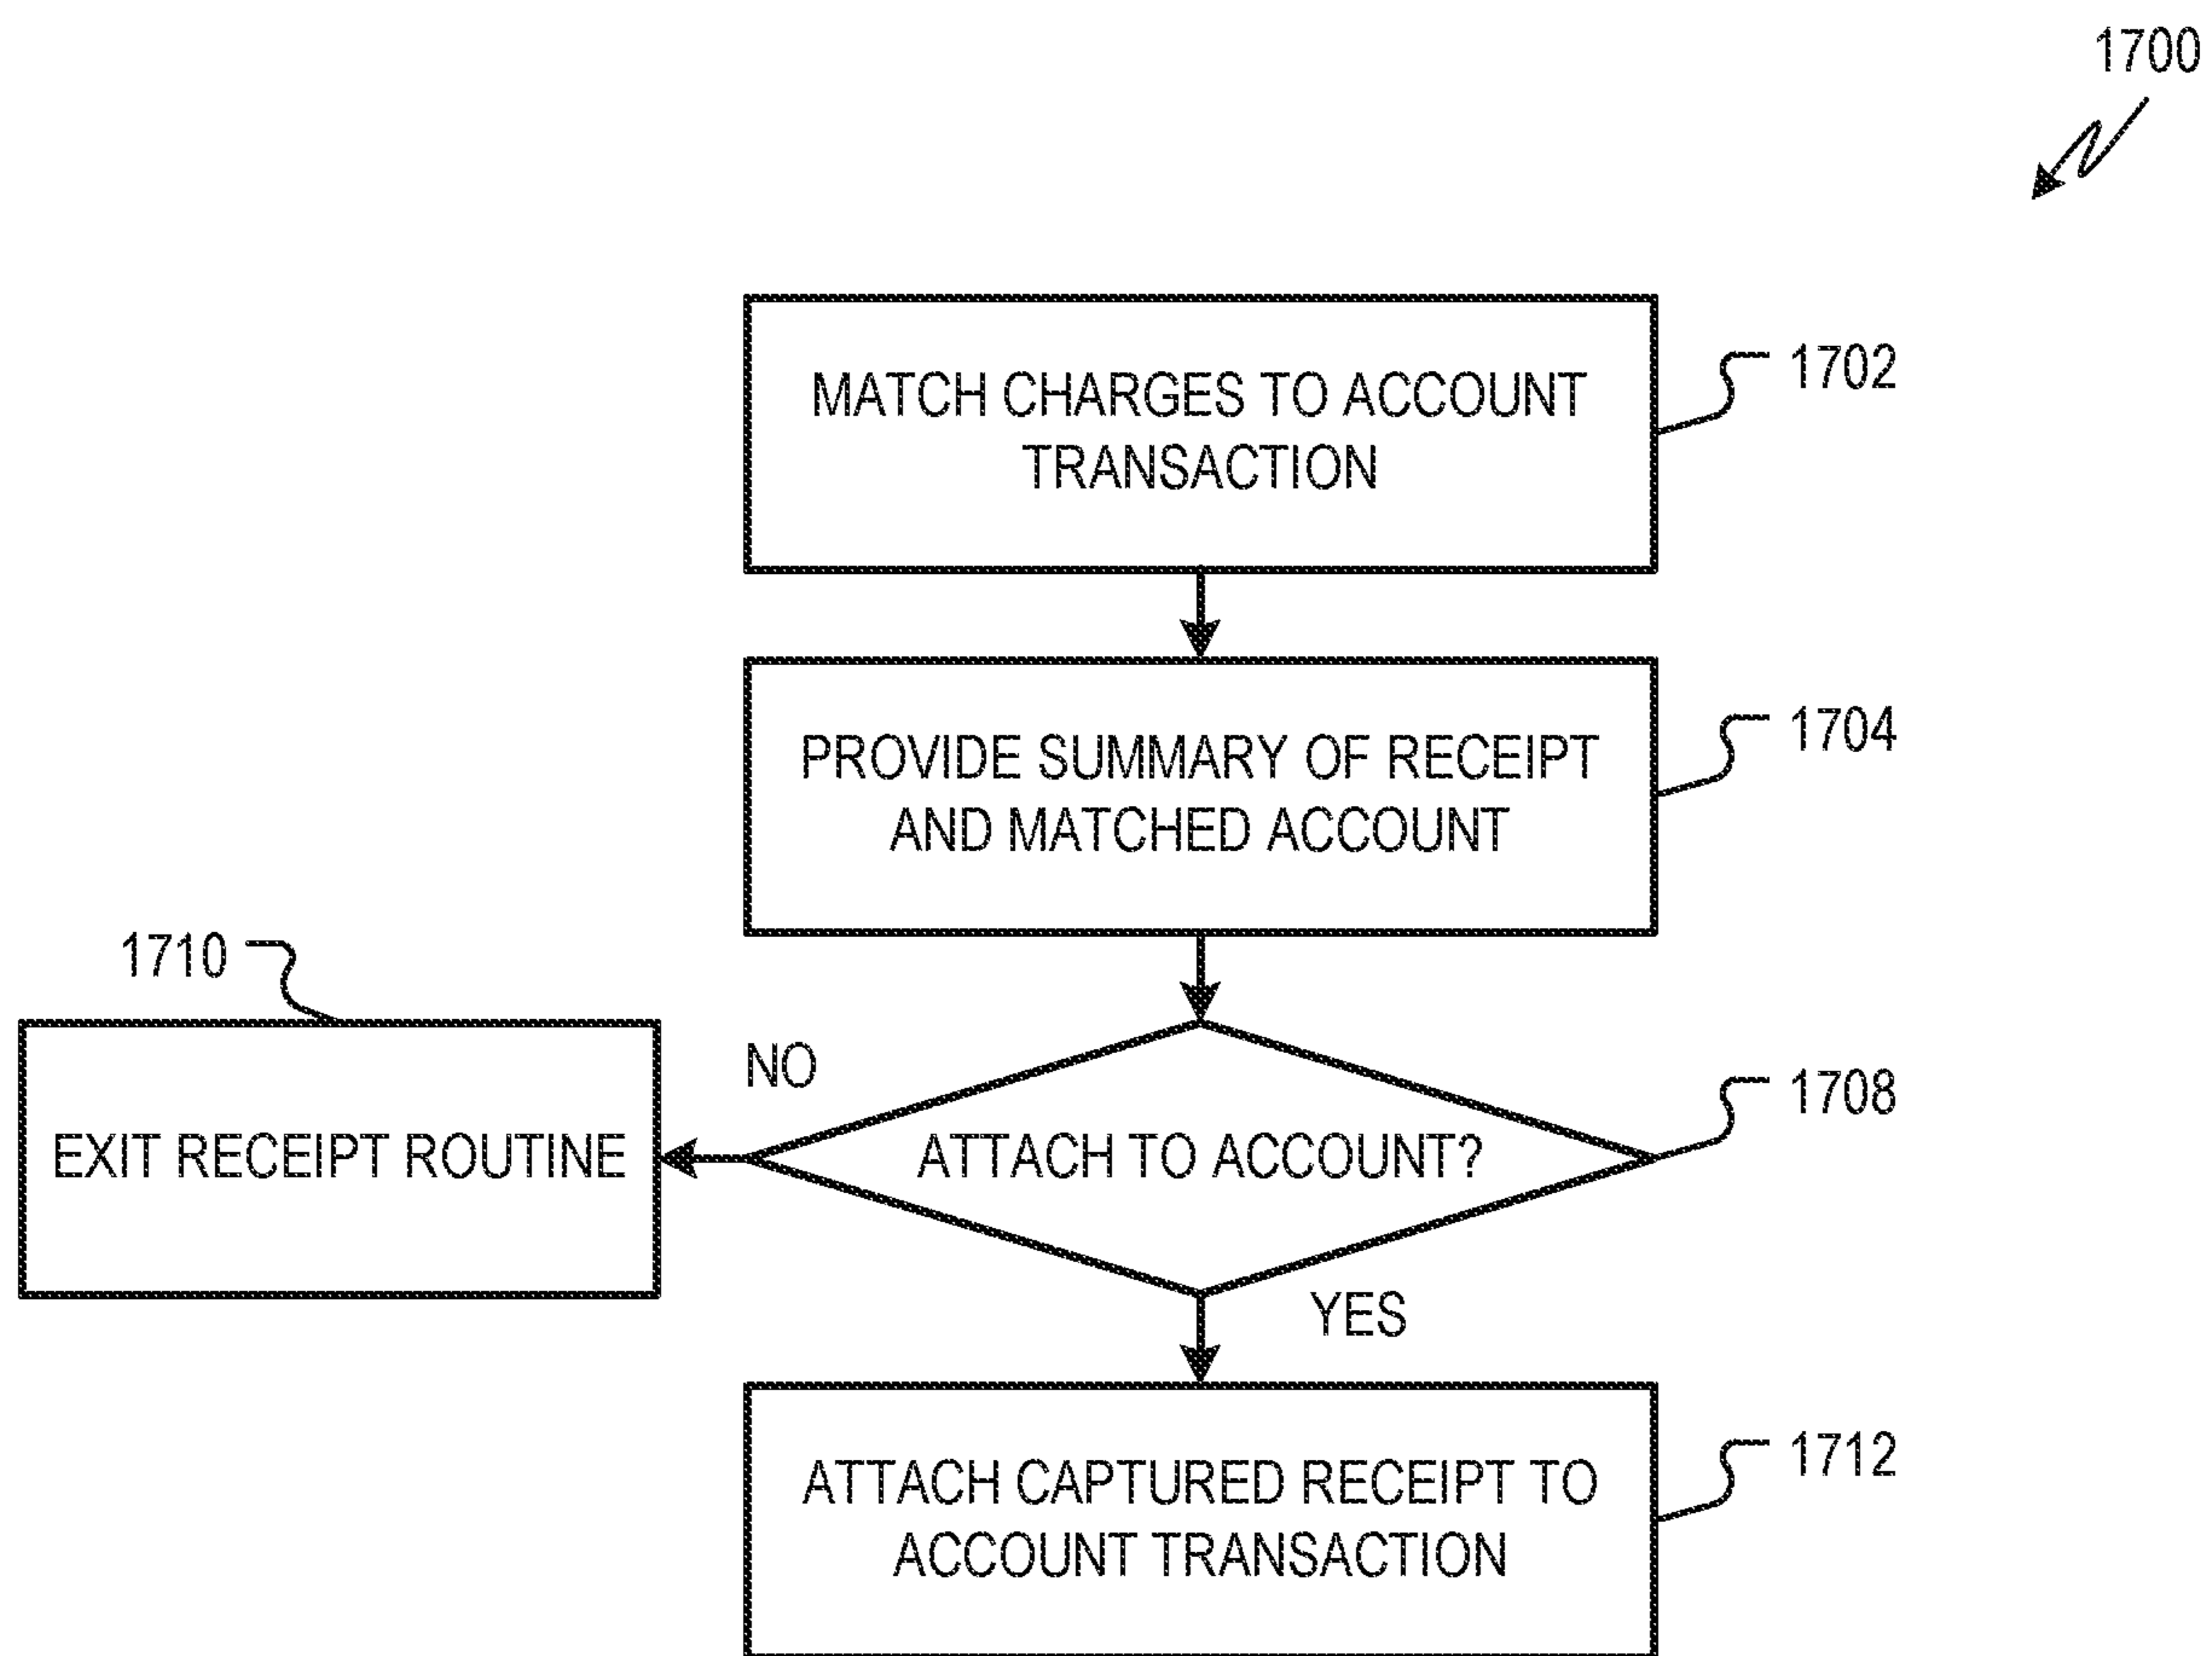 1700
MATCH CHARGES TO ACCOUNT
TRANSACTION
1702
PROVIDE SUMMARY OF RECEIPT
AND MATCHED ACCOUNT
1704
1710
NO
EXIT RECEIPT ROUTINE
ATTACH TO ACCOUNT?
1708
YES
ATTACH CAPTURED RECEIPT TO
ACCOUNT TRANSACTION
1712